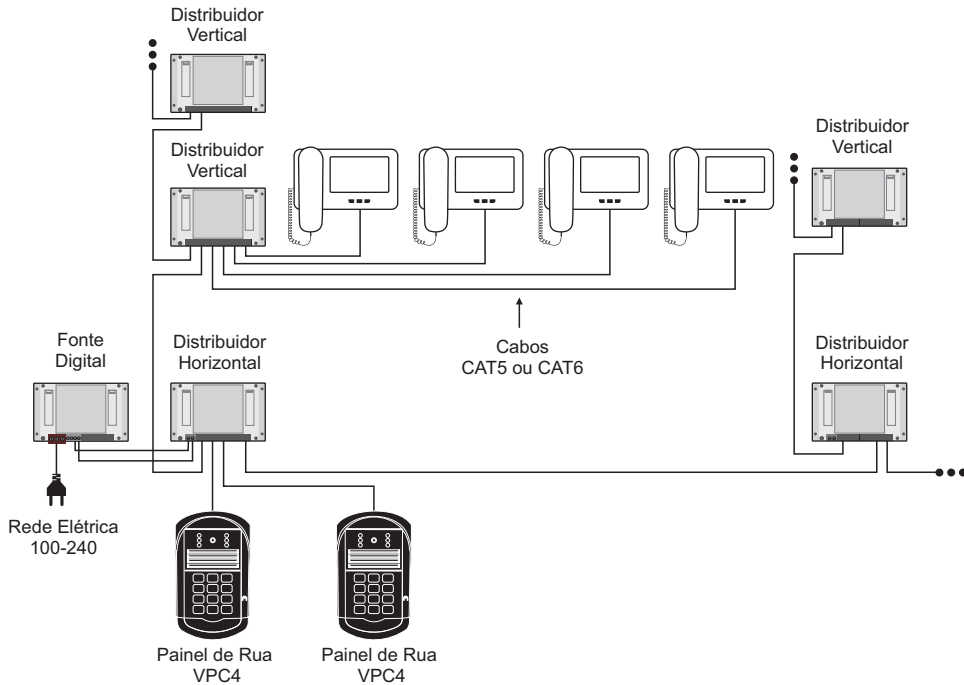 Distribuidor
Vertical
Distribuidor
Vertical
Distribuidor
Vertical
Cabos
CAT5 ou CAT6
Fonte
Digital
Distribuidor
Horizontal
Distribuidor
Horizontal
Rede Elétrica
100-240
Painel de Rua
VPC4
Painel de Rua
VPC4